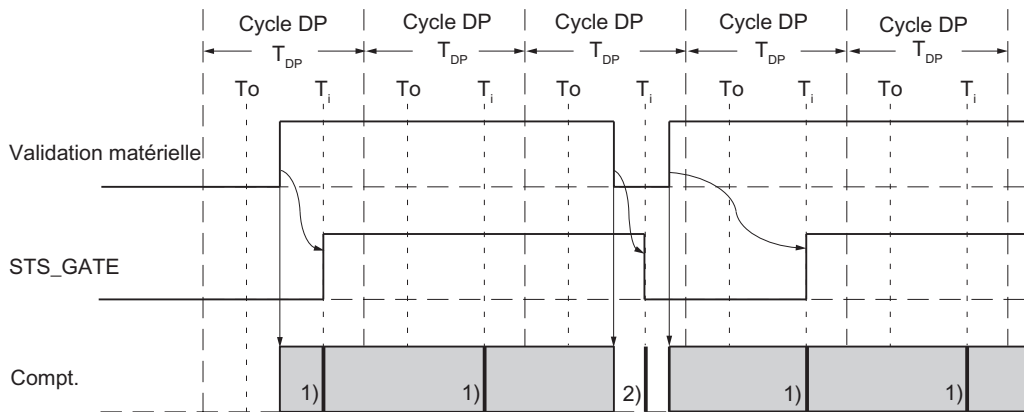 Cycle DP Cycle DP Cycle DP Cycle DP Cycle DP
T_DP T_DP T_DP T_DP T_DP
To T_i To T_i To T_i To T_i To T_i
Validation matérielle
STS_GATE
Compt. 1) 1) 2) 1) 1)